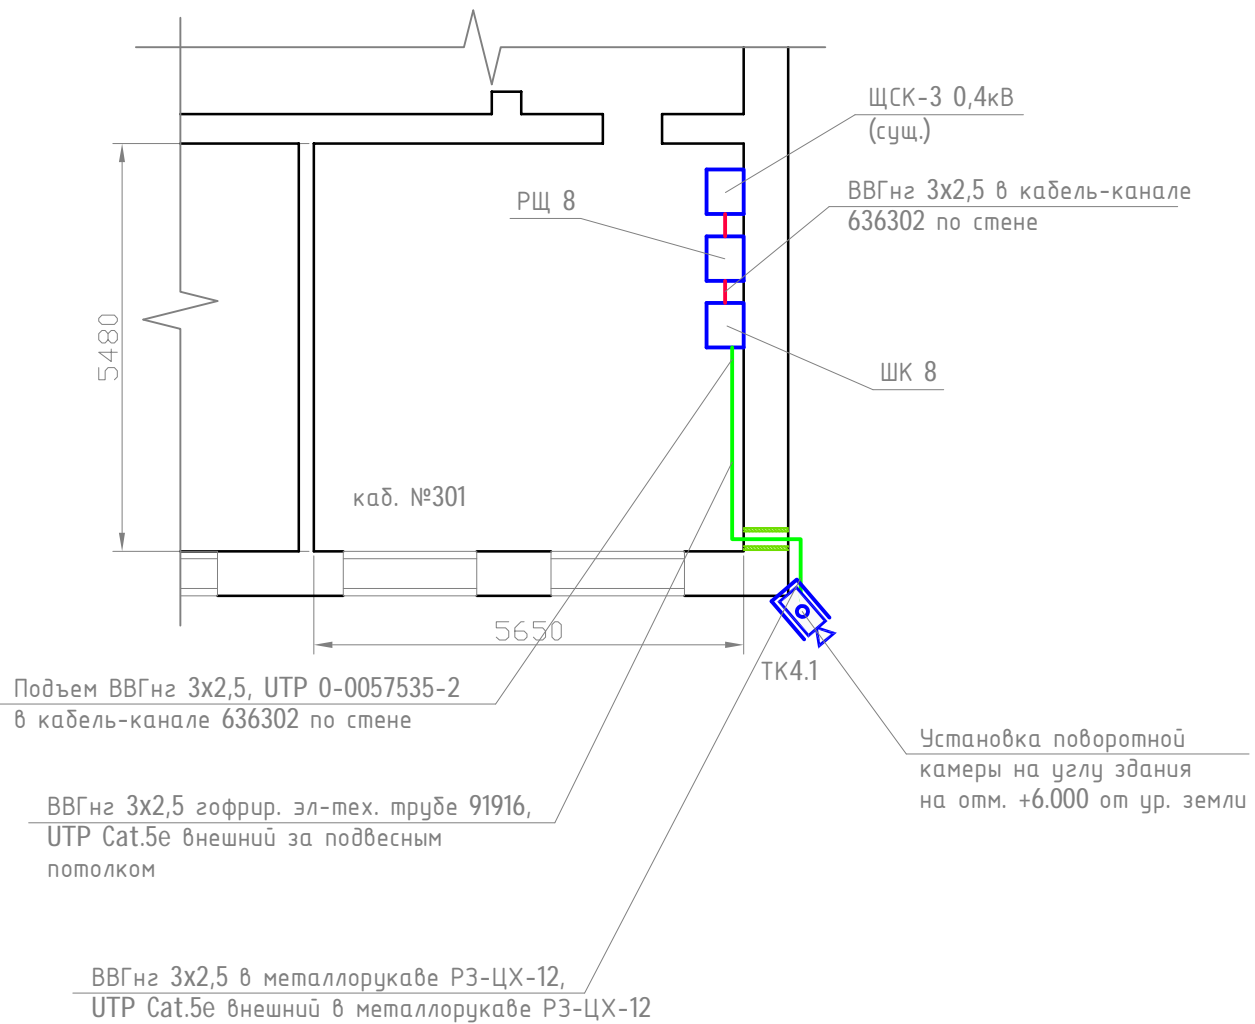 ЩСК-3 0,4кВ
(сущ.)
ВВГнг 3х2,5 в кабель-канале
636302 по стене
РЩ 8
5480
ШК 8
каб. №301
5650
ТК4.1
Подъем ВВГнг 3х2,5, UTP 0-0057535-2
в кабель-канале 636302 по стене
Установка поворотной
камеры на углу здания
на отм. +6.000 от ур. земли
ВВГнг 3х2,5 гофрир. эл-тех. трубе 91916,
UTP Cat.5e внешний за подвесным
потолком
ВВГнг 3х2,5 в металлорукаве РЗ-ЦХ-12,
UTP Cat.5e внешний в металлорукаве РЗ-ЦХ-12